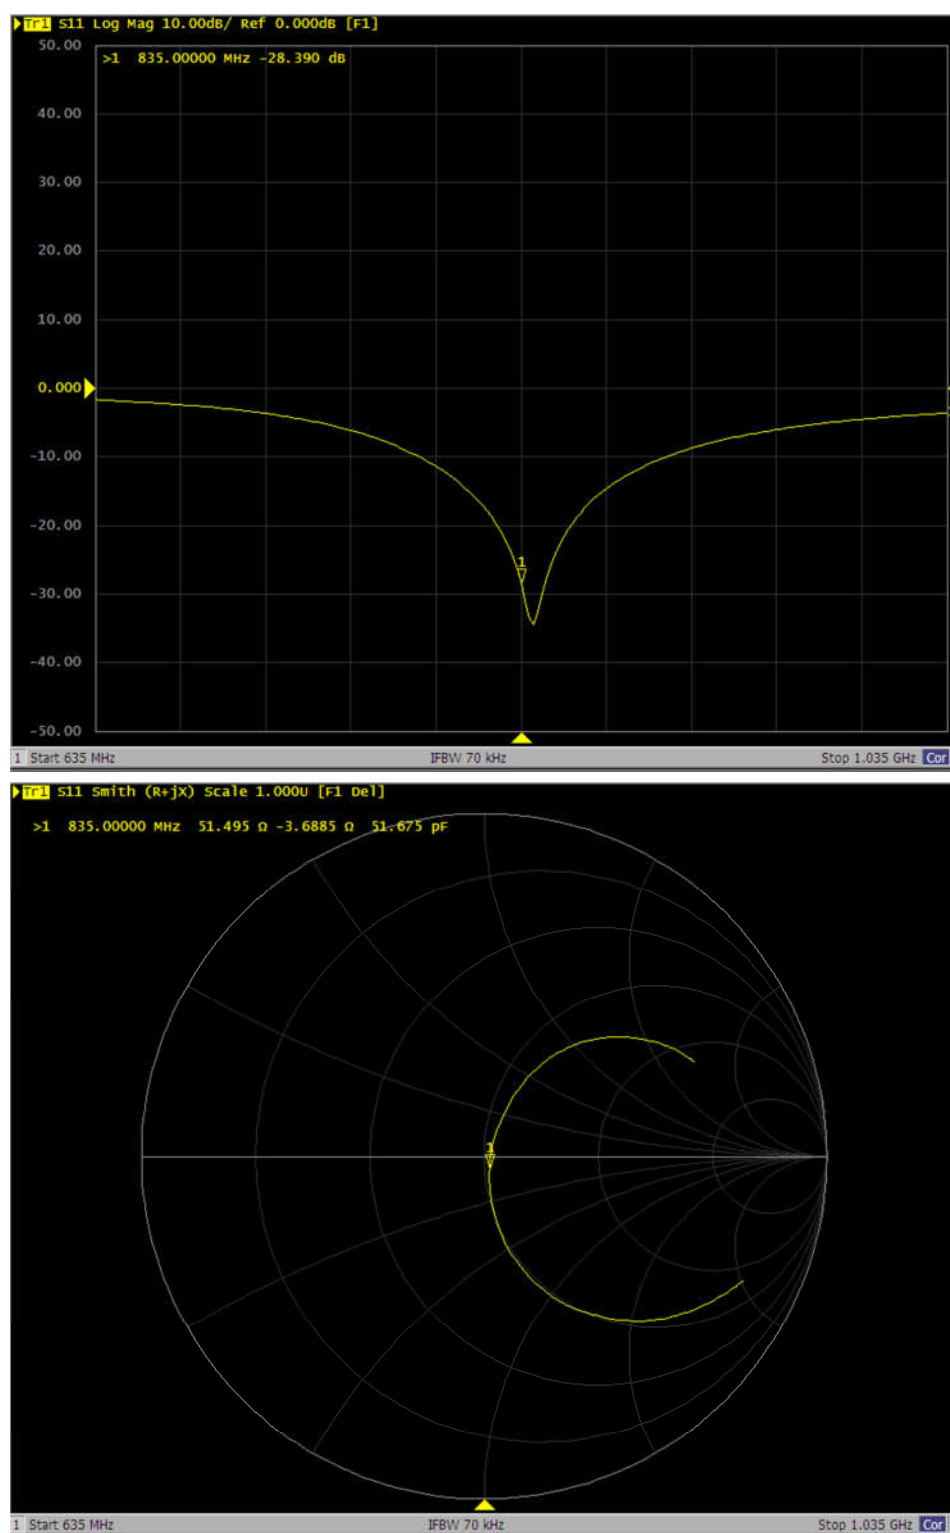 Tr1 S11 Log Mag 10.00dB/ Ref 0.000dB [F1]
50.00
>1 835.00000 MHz -28.390 dB
40.00
30.00
20.00
10.00
0.000
-10.00
-20.00
1
-30.00
-40.00
-50.00
1 Start 635 MHz IFBW 70 kHz Stop 1.035 GHz Cor
Tr1 S11 Smith (R+jX) Scale 1.000U [F1 Del]
>1 835.00000 MHz 51.495 Ω -3.6885 Ω 51.675 pF
1
1 Start 635 MHz IFBW 70 kHz Stop 1.035 GHz Cor